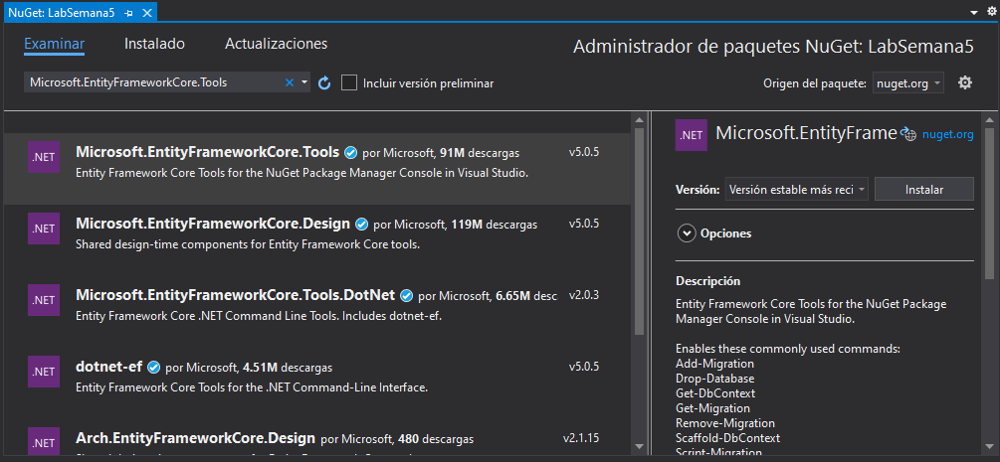 NuGet: LabSemana5
Examinar Instalado Actualizaciones
Administrador de paquetes NuGet: LabSemana5
Microsoft.EntityFrameworkCore.Tools
Incluir versión preliminar
Origen del paquete: nuget.org
.NET
Microsoft.EntityFrameworkCore.Tools por Microsoft, 91M descargas v5.0.5
Entity Framework Core Tools for the NuGet Package Manager Console in Visual Studio.
.NET
Microsoft.EntityFrameworkCore.Design por Microsoft, 119M descargas v5.0.5
Shared design-time components for Entity Framework Core tools.
.NET
Microsoft.EntityFrameworkCore.Tools.DotNet por Microsoft, 6.65M desc v2.0.3
Entity Framework Core .NET Command Line Tools. Includes dotnet-ef.
.NET
dotnet-ef por Microsoft, 4.51M descargas v5.0.5
Entity Framework Core Tools for the .NET Command-Line Interface.
.NET
Arch.EntityFrameworkCore.Design por Microsoft, 480 descargas v2.1.15
.NET
Microsoft.EntityFrame nuget.org
Versión: Versión estable más reci Instalar
Opciones
Descripción
Entity Framework Core Tools for the NuGet Package
Manager Console in Visual Studio.
Enables these commonly used commands:
Add-Migration
Drop-Database
Get-DbContext
Get-Migration
Remove-Migration
Scaffold-DbContext
Script-Migration